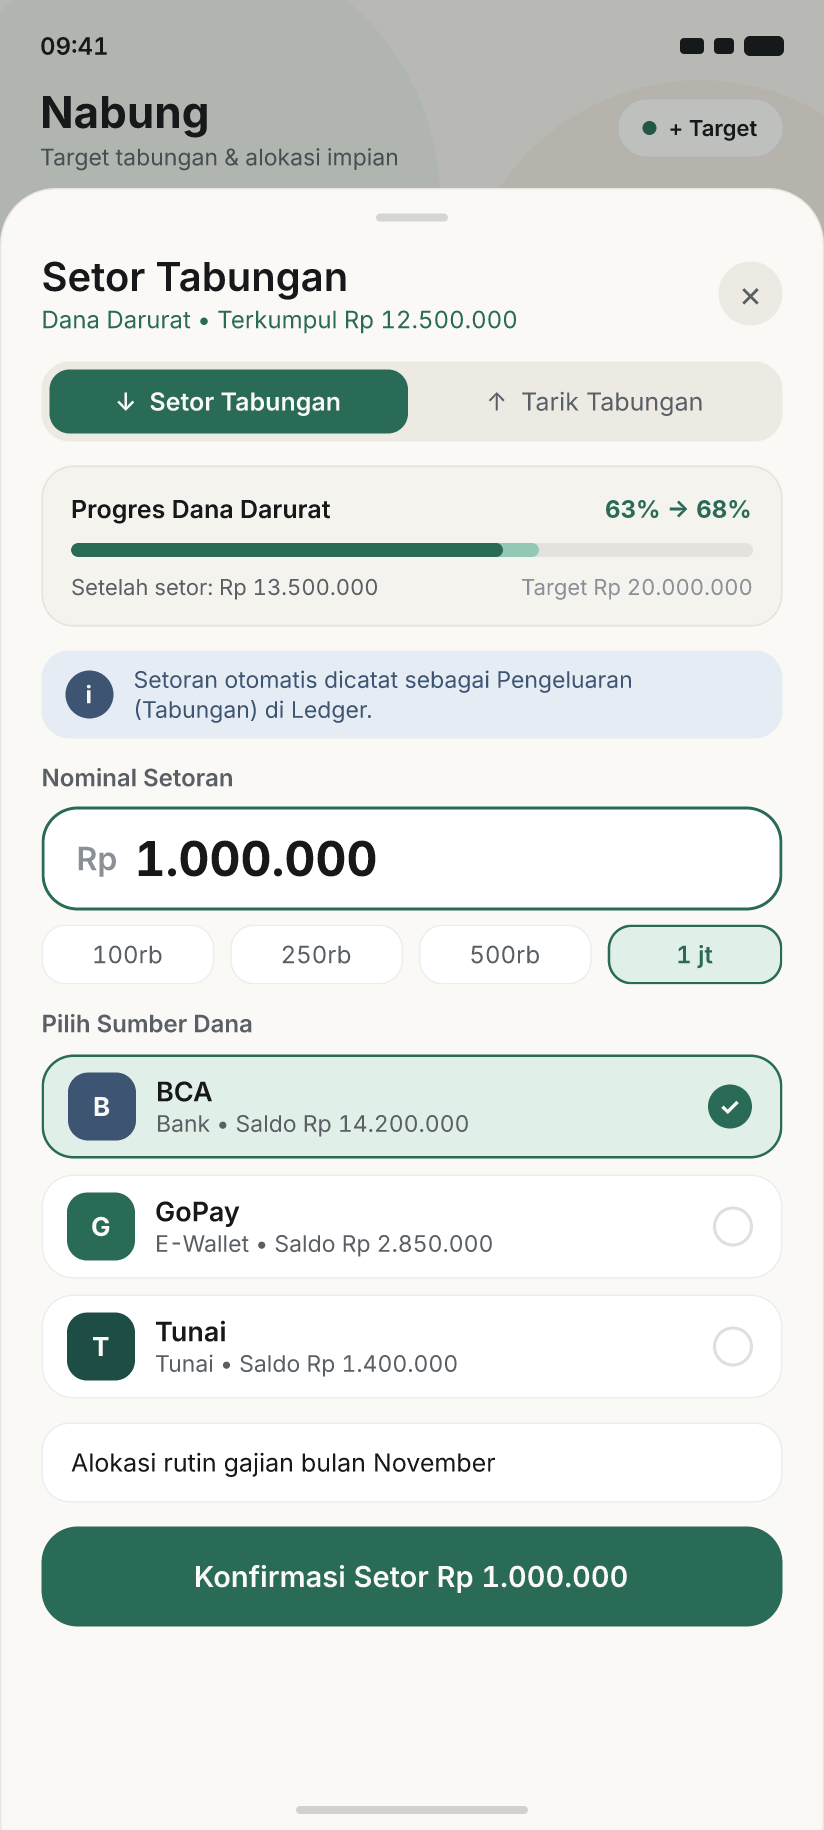 09:41
Nabung
Target tabungan & alokasi impian
+ Target
Setor Tabungan
×
Dana Darurat • Terkumpul Rp 12.500.000
↓ Setor Tabungan
↑ Tarik Tabungan
Progres Dana Darurat
63% → 68%
Setelah setor: Rp 13.500.000
Target Rp 20.000.000
i
Setoran otomatis dicatat sebagai Pengeluaran
(Tabungan) di Ledger.
Nominal Setoran
Rp 1.000.000
100rb
250rb
500rb
1 jt
Pilih Sumber Dana
B
BCA
Bank • Saldo Rp 14.200.000
G
GoPay
E-Wallet • Saldo Rp 2.850.000
T
Tunai
Tunai • Saldo Rp 1.400.000
Alokasi rutin gajian bulan November
Konfirmasi Setor Rp 1.000.000